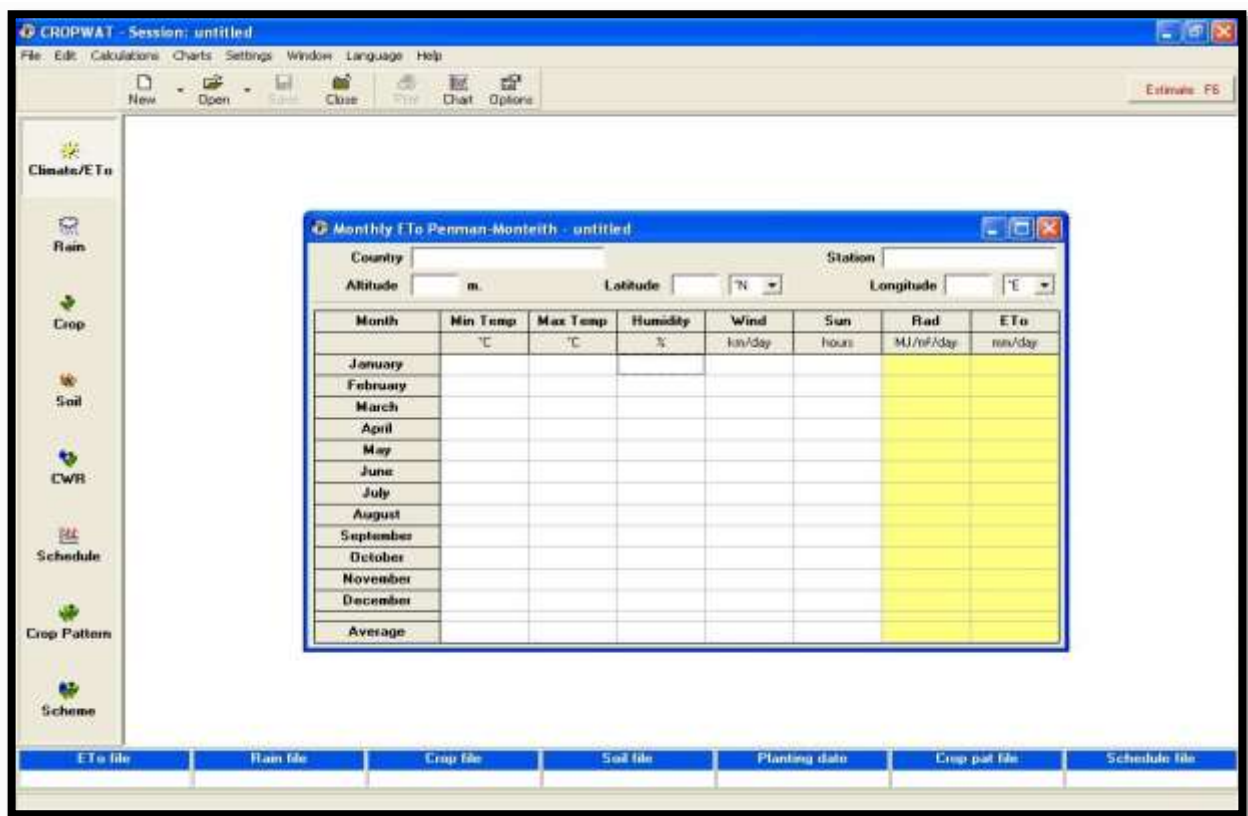 CROPWAT - Session: untitled
File Edit Calculations Charts Settings Window Language Help
New Open Save Close Print Chart Options
Estimate F6
Climate/ETo
Rain
Crop
Soil
CWR
Schedule
Crop Pattern
Scheme
Monthly ETo Penman-Monteith - untitled
Country Station
Altitude m. Latitude °N Longitude °E
Month Min Temp Max Temp Humidity Wind Sun Rad ETo
°C °C % km/day hours MJ/m²/day mm/day
January
February
March
April
May
June
July
August
September
October
November
December
Average
ETo file Rain file Crop file Soil file Planting date Crop pat file Schedule file